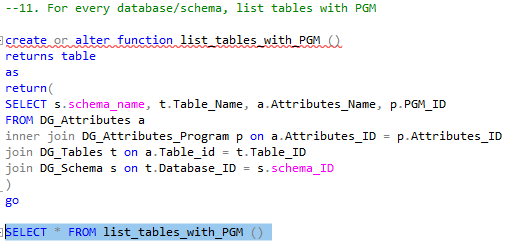 --11. For every database/schema, list tables with PGM
create or alter function list_tables_with_PGM ()
returns table
as
return(
SELECT s.schema_name, t.Table_Name, a.Attributes_Name, p.PGM_ID
FROM DG_Attributes a
inner join DG_Attributes_Program p on a.Attributes_ID = p.Attributes_ID
join DG_Tables t on a.Table_id = t.Table_ID
join DG_Schema s on t.Database_ID = s.schema_ID
)
go
SELECT * FROM list_tables_with_PGM ()